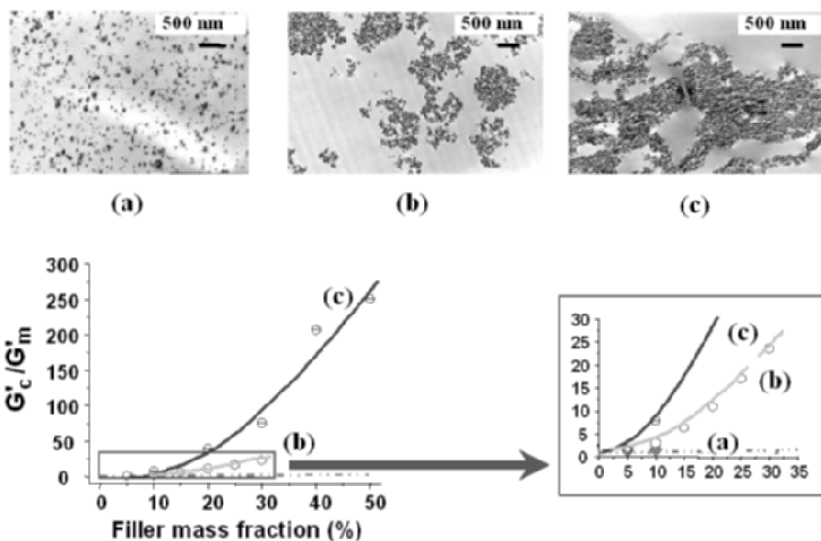 500 nm
500 nm
500 nm
(a)
(b)
(c)
G'c/G'm
300
250
200
150
100
50
0
(c)
(b)
0 10 20 30 40 50
Filler mass fraction (%)
30
25
20
15
10
5
0
(c)
(b)
(a)
0 5 10 15 20 25 30 35